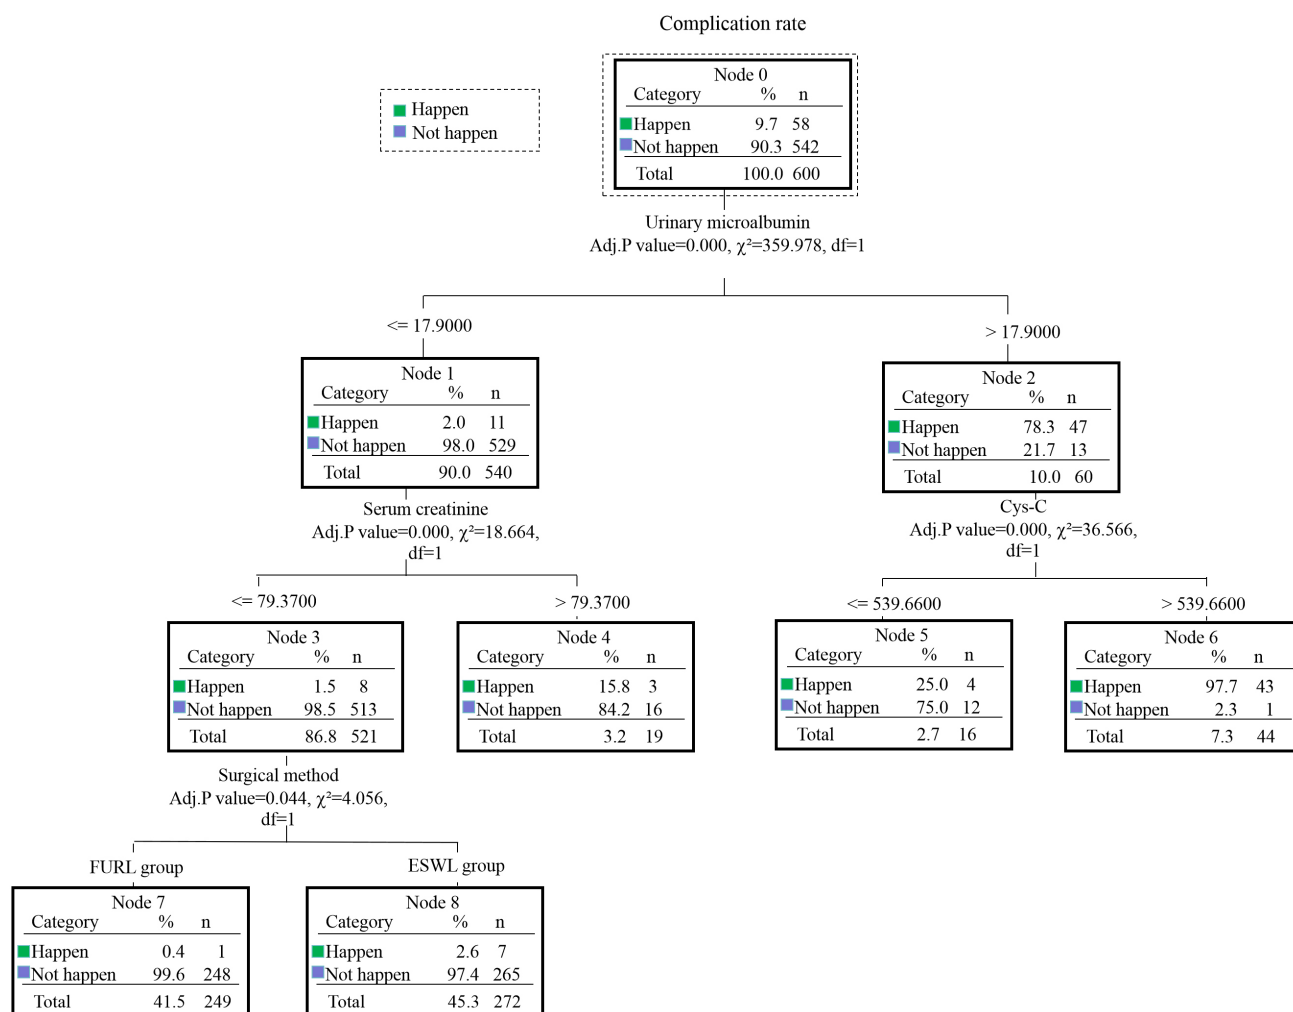 Complication rate
Happen
Not happen
Node 0
Category % n
Happen 9.7 58
Not happen 90.3 542
Total 100.0 600
Urinary microalbumin
Adj.P value=0.000, χ²=359.978, df=1
<= 17.9000
> 17.9000
Node 1
Category % n
Happen 2.0 11
Not happen 98.0 529
Total 90.0 540
Node 2
Category % n
Happen 78.3 47
Not happen 21.7 13
Total 10.0 60
Serum creatinine
Adj.P value=0.000, χ²=18.664,
df=1
Cys-C
Adj.P value=0.000, χ²=36.566,
df=1
<= 79.3700
> 79.3700
<= 539.6600
> 539.6600
Node 3
Category % n
Happen 1.5 8
Not happen 98.5 513
Total 86.8 521
Node 4
Category % n
Happen 15.8 3
Not happen 84.2 16
Total 3.2 19
Node 5
Category % n
Happen 25.0 4
Not happen 75.0 12
Total 2.7 16
Node 6
Category % n
Happen 97.7 43
Not happen 2.3 1
Total 7.3 44
Surgical method
Adj.P value=0.044, χ²=4.056,
df=1
FURL group
ESWL group
Node 7
Category % n
Happen 0.4 1
Not happen 99.6 248
Total 41.5 249
Node 8
Category % n
Happen 2.6 7
Not happen 97.4 265
Total 45.3 272